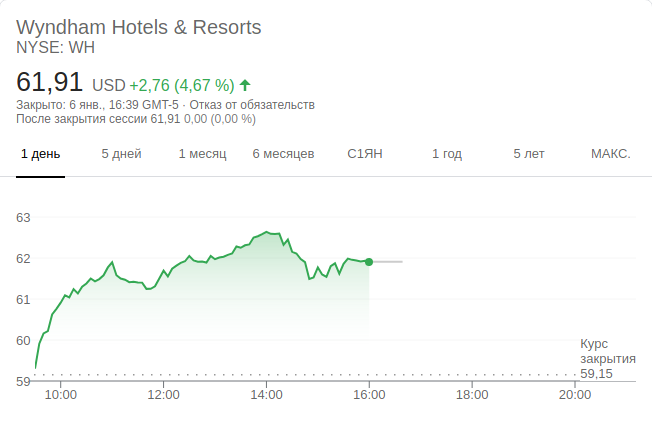 Wyndham Hotels & Resorts
NYSE: WH
61,91 USD +2,76 (4,67 %)
Закрыто: 6 янв., 16:39 GMT-5 · Отказ от обязательств
После закрытия сессии 61,91 0,00 (0,00 %)
1 день 5 дней 1 месяц 6 месяцев С1ЯН 1 год 5 лет МАКС.
63
62
61
60
Курс
закрытия
59,15
59
10:00 12:00 14:00 16:00 18:00 20:00